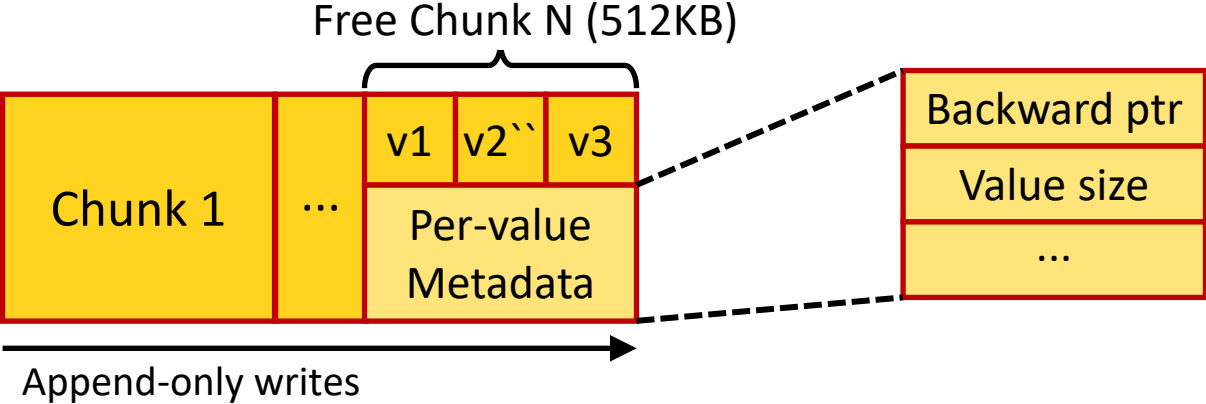 Free Chunk N (512KB)
Chunk 1
...
v1
v2``
v3
Per-value
Metadata
Backward ptr
Value size
...
Append-only writes